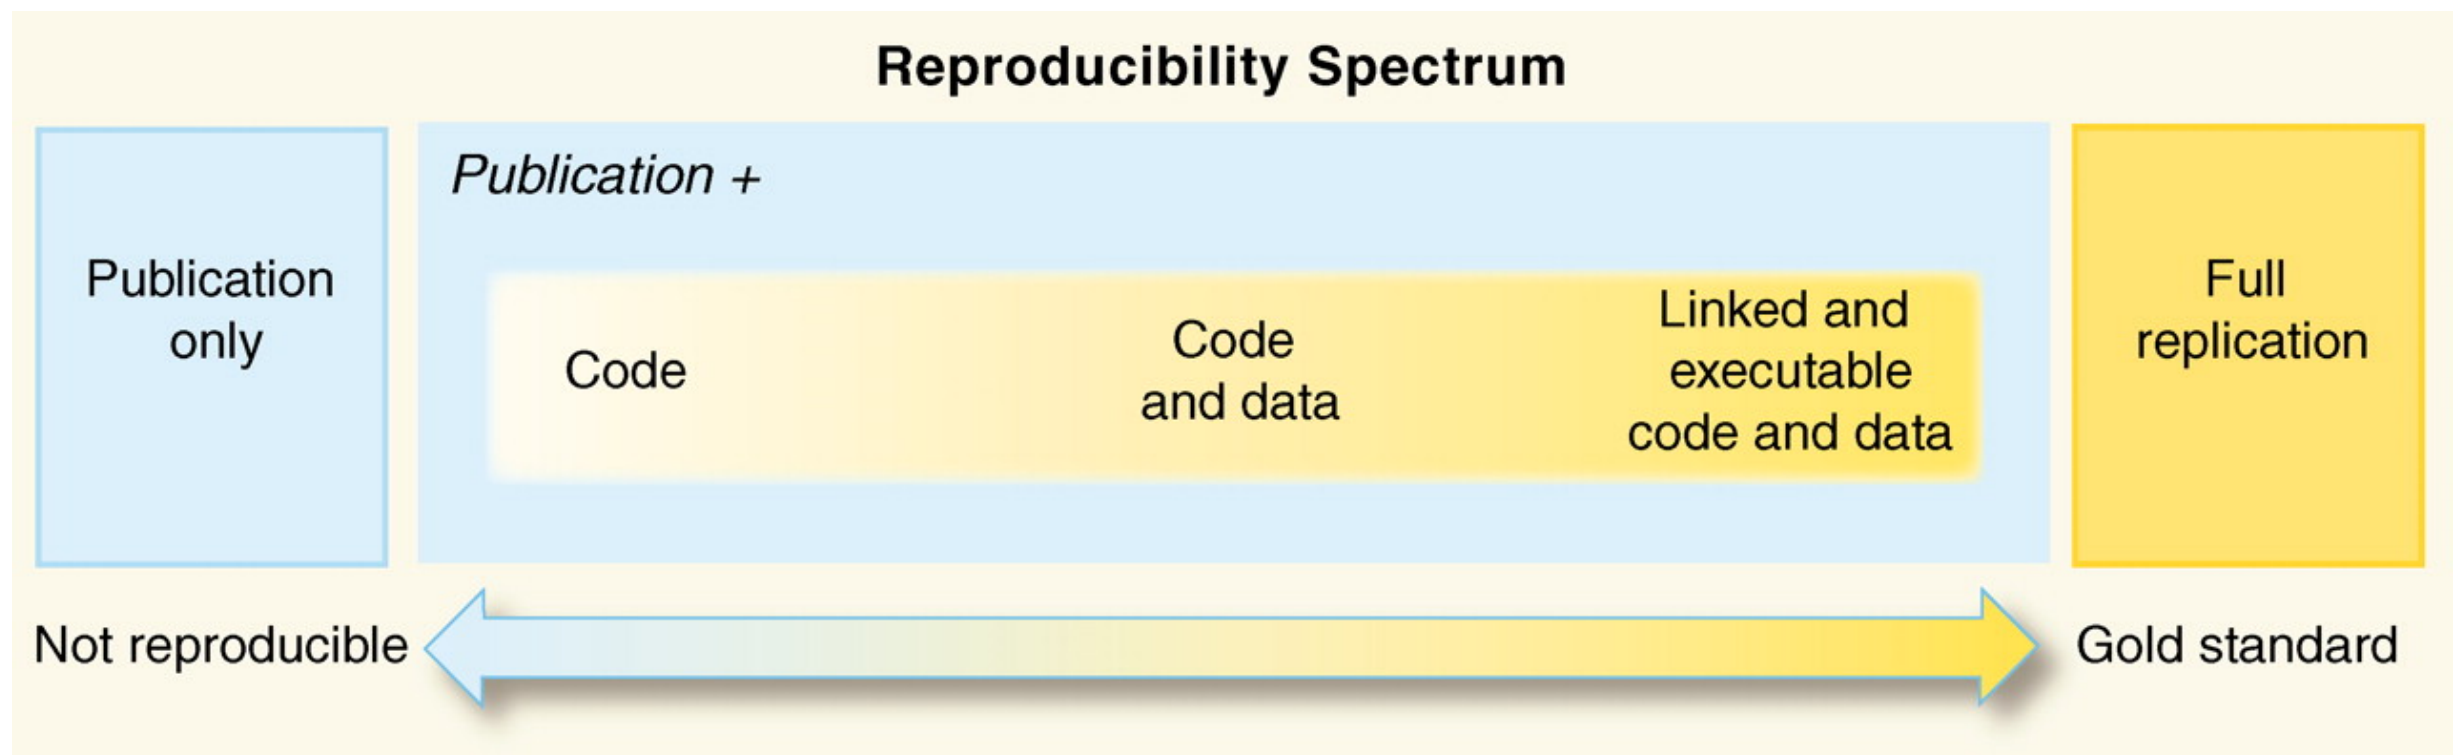 Reproducibility Spectrum
Publication
only
Publication +
Code
Code
and data
Linked and
executable
code and data
Full
replication
Not reproducible
Gold standard